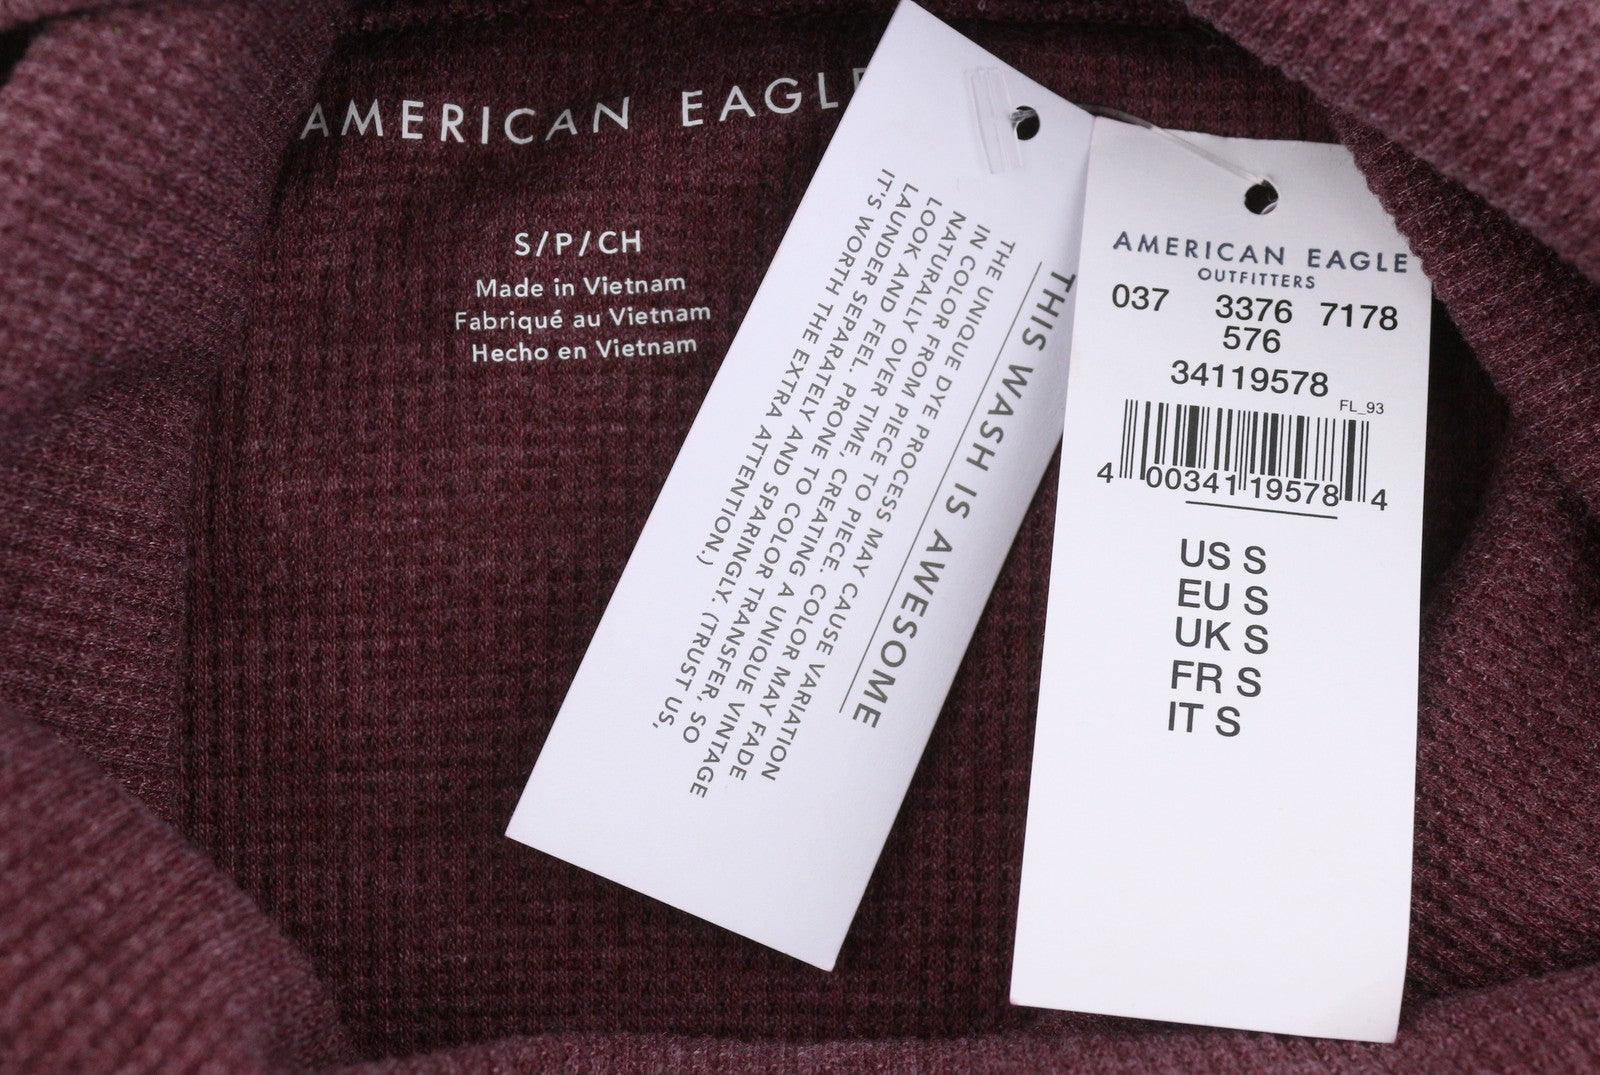 AMERICAN EAGLE
S/P/CH
Made in Vietnam
Fabriqué au Vietnam
Hecho en Vietnam
THIS WASH IS AWESOME
THE UNIQUE DYE PROCESS MAY CAUSE VARIATION
IN COLOR FROM PIECE TO PIECE. COLOR MAY FADE
NATURALLY OVER TIME, CREATING A UNIQUE VINTAGE
LOOK AND FEEL. PRONE TO COLOR TRANSFER, SO
LAUNDER SEPARATELY AND SPARINGLY. (TRUST US,
IT'S WORTH THE EXTRA ATTENTION.)
AMERICAN EAGLE
OUTFITTERS
037 3376 7178
576
34119578
FL_93
4 00341 19578 4
US S
EU S
UK S
FR S
IT S